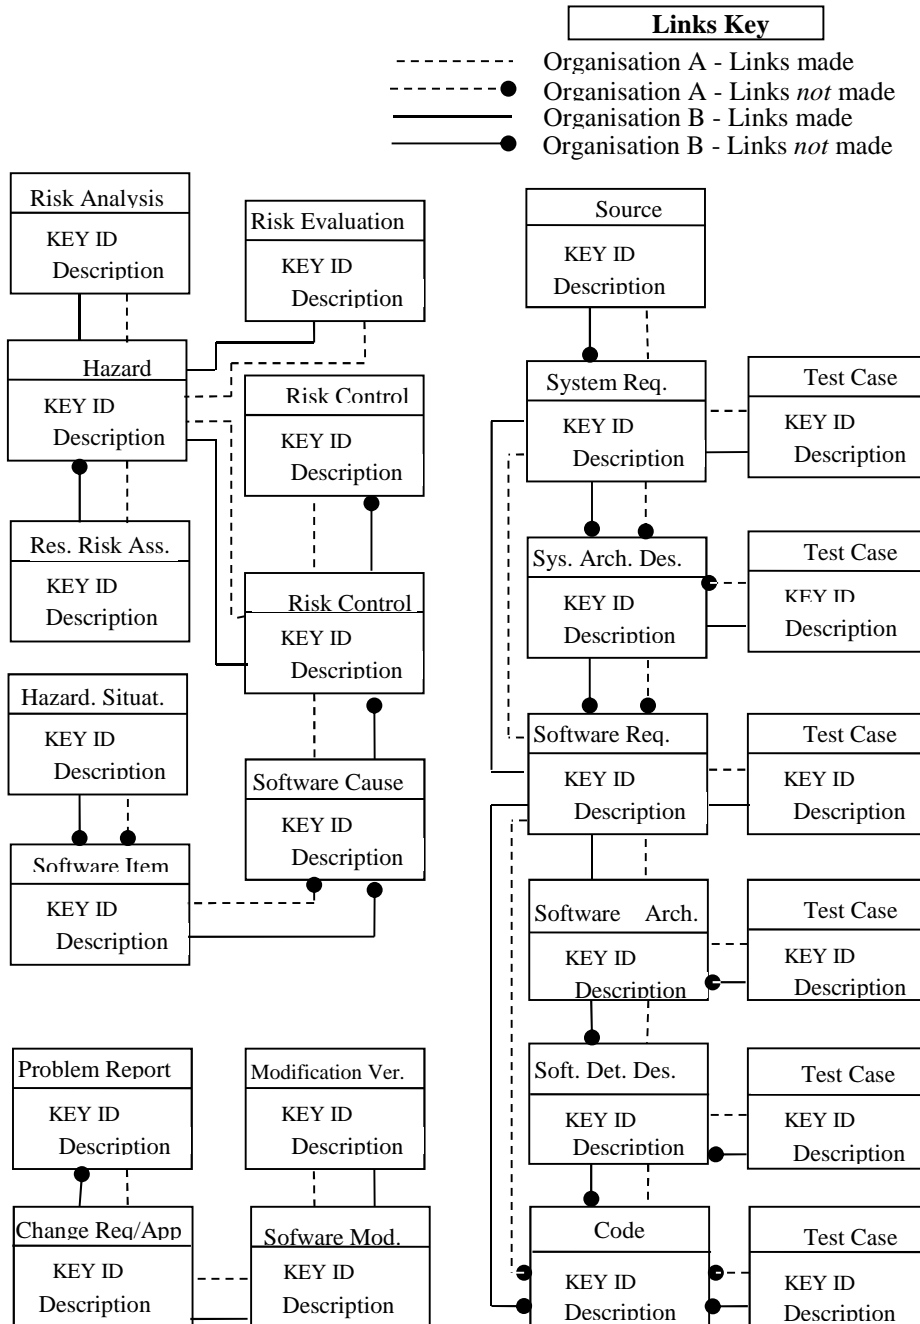 Links Key
Organisation A - Links made
Organisation A - Links not made
Organisation B - Links made
Organisation B - Links not made
Risk Analysis
KEY ID
Description
Risk Evaluation
KEY ID
Description
Hazard
KEY ID
Description
Risk Control
KEY ID
Description
Res. Risk Ass.
KEY ID
Description
Risk Control
KEY ID
Description
Hazard. Situat.
KEY ID
Description
Software Cause
KEY ID
Description
Software Item
KEY ID
Description
Problem Report
KEY ID
Description
Modification Ver.
KEY ID
Description
Change Req/App
KEY ID
Description
Sofware Mod.
KEY ID
Description
Source
KEY ID
Description
System Req.
KEY ID
Description
Test Case
KEY ID
Description
Sys. Arch. Des.
KEY ID
Description
Test Case
KEY ID
Description
Software Req.
KEY ID
Description
Test Case
KEY ID
Description
Software Arch.
KEY ID
Description
Test Case
KEY ID
Description
Soft. Det. Des.
KEY ID
Description
Test Case
KEY ID
Description
Code
KEY ID
Description
Test Case
KEY ID
Description